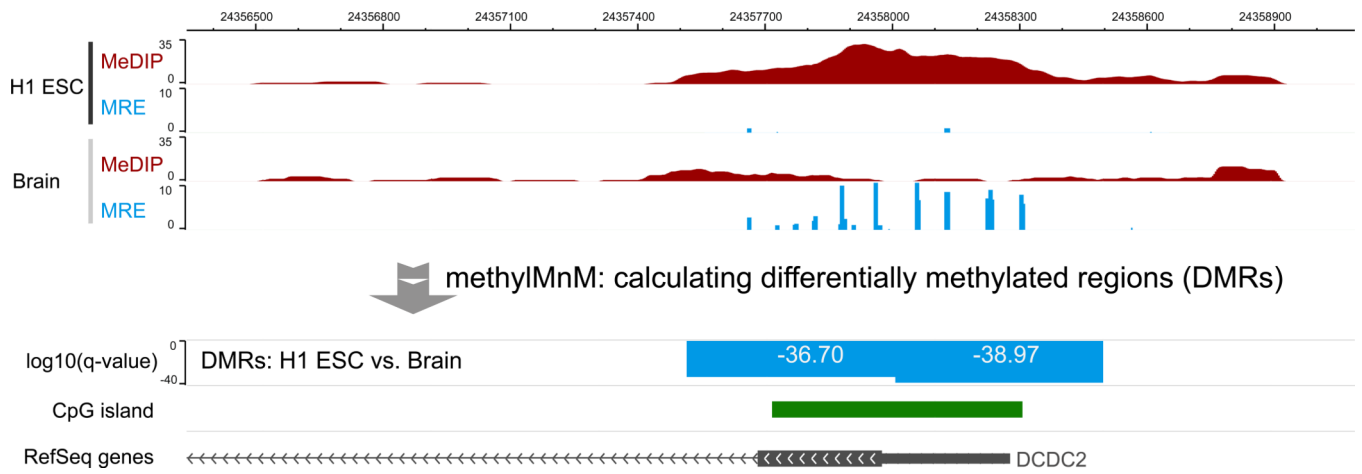 24356500 24356800 24357100 24357400 24357700 24358000 24358300 24358600 24358900
H1 ESC
MeDIP
35
0
MRE
10
0
Brain
MeDIP
35
0
MRE
10
0
methylMnM: calculating differentially methylated regions (DMRs)
log10(q-value)
0
-40
DMRs: H1 ESC vs. Brain
-36.70 -38.97
CpG island
RefSeq genes
DCDC2